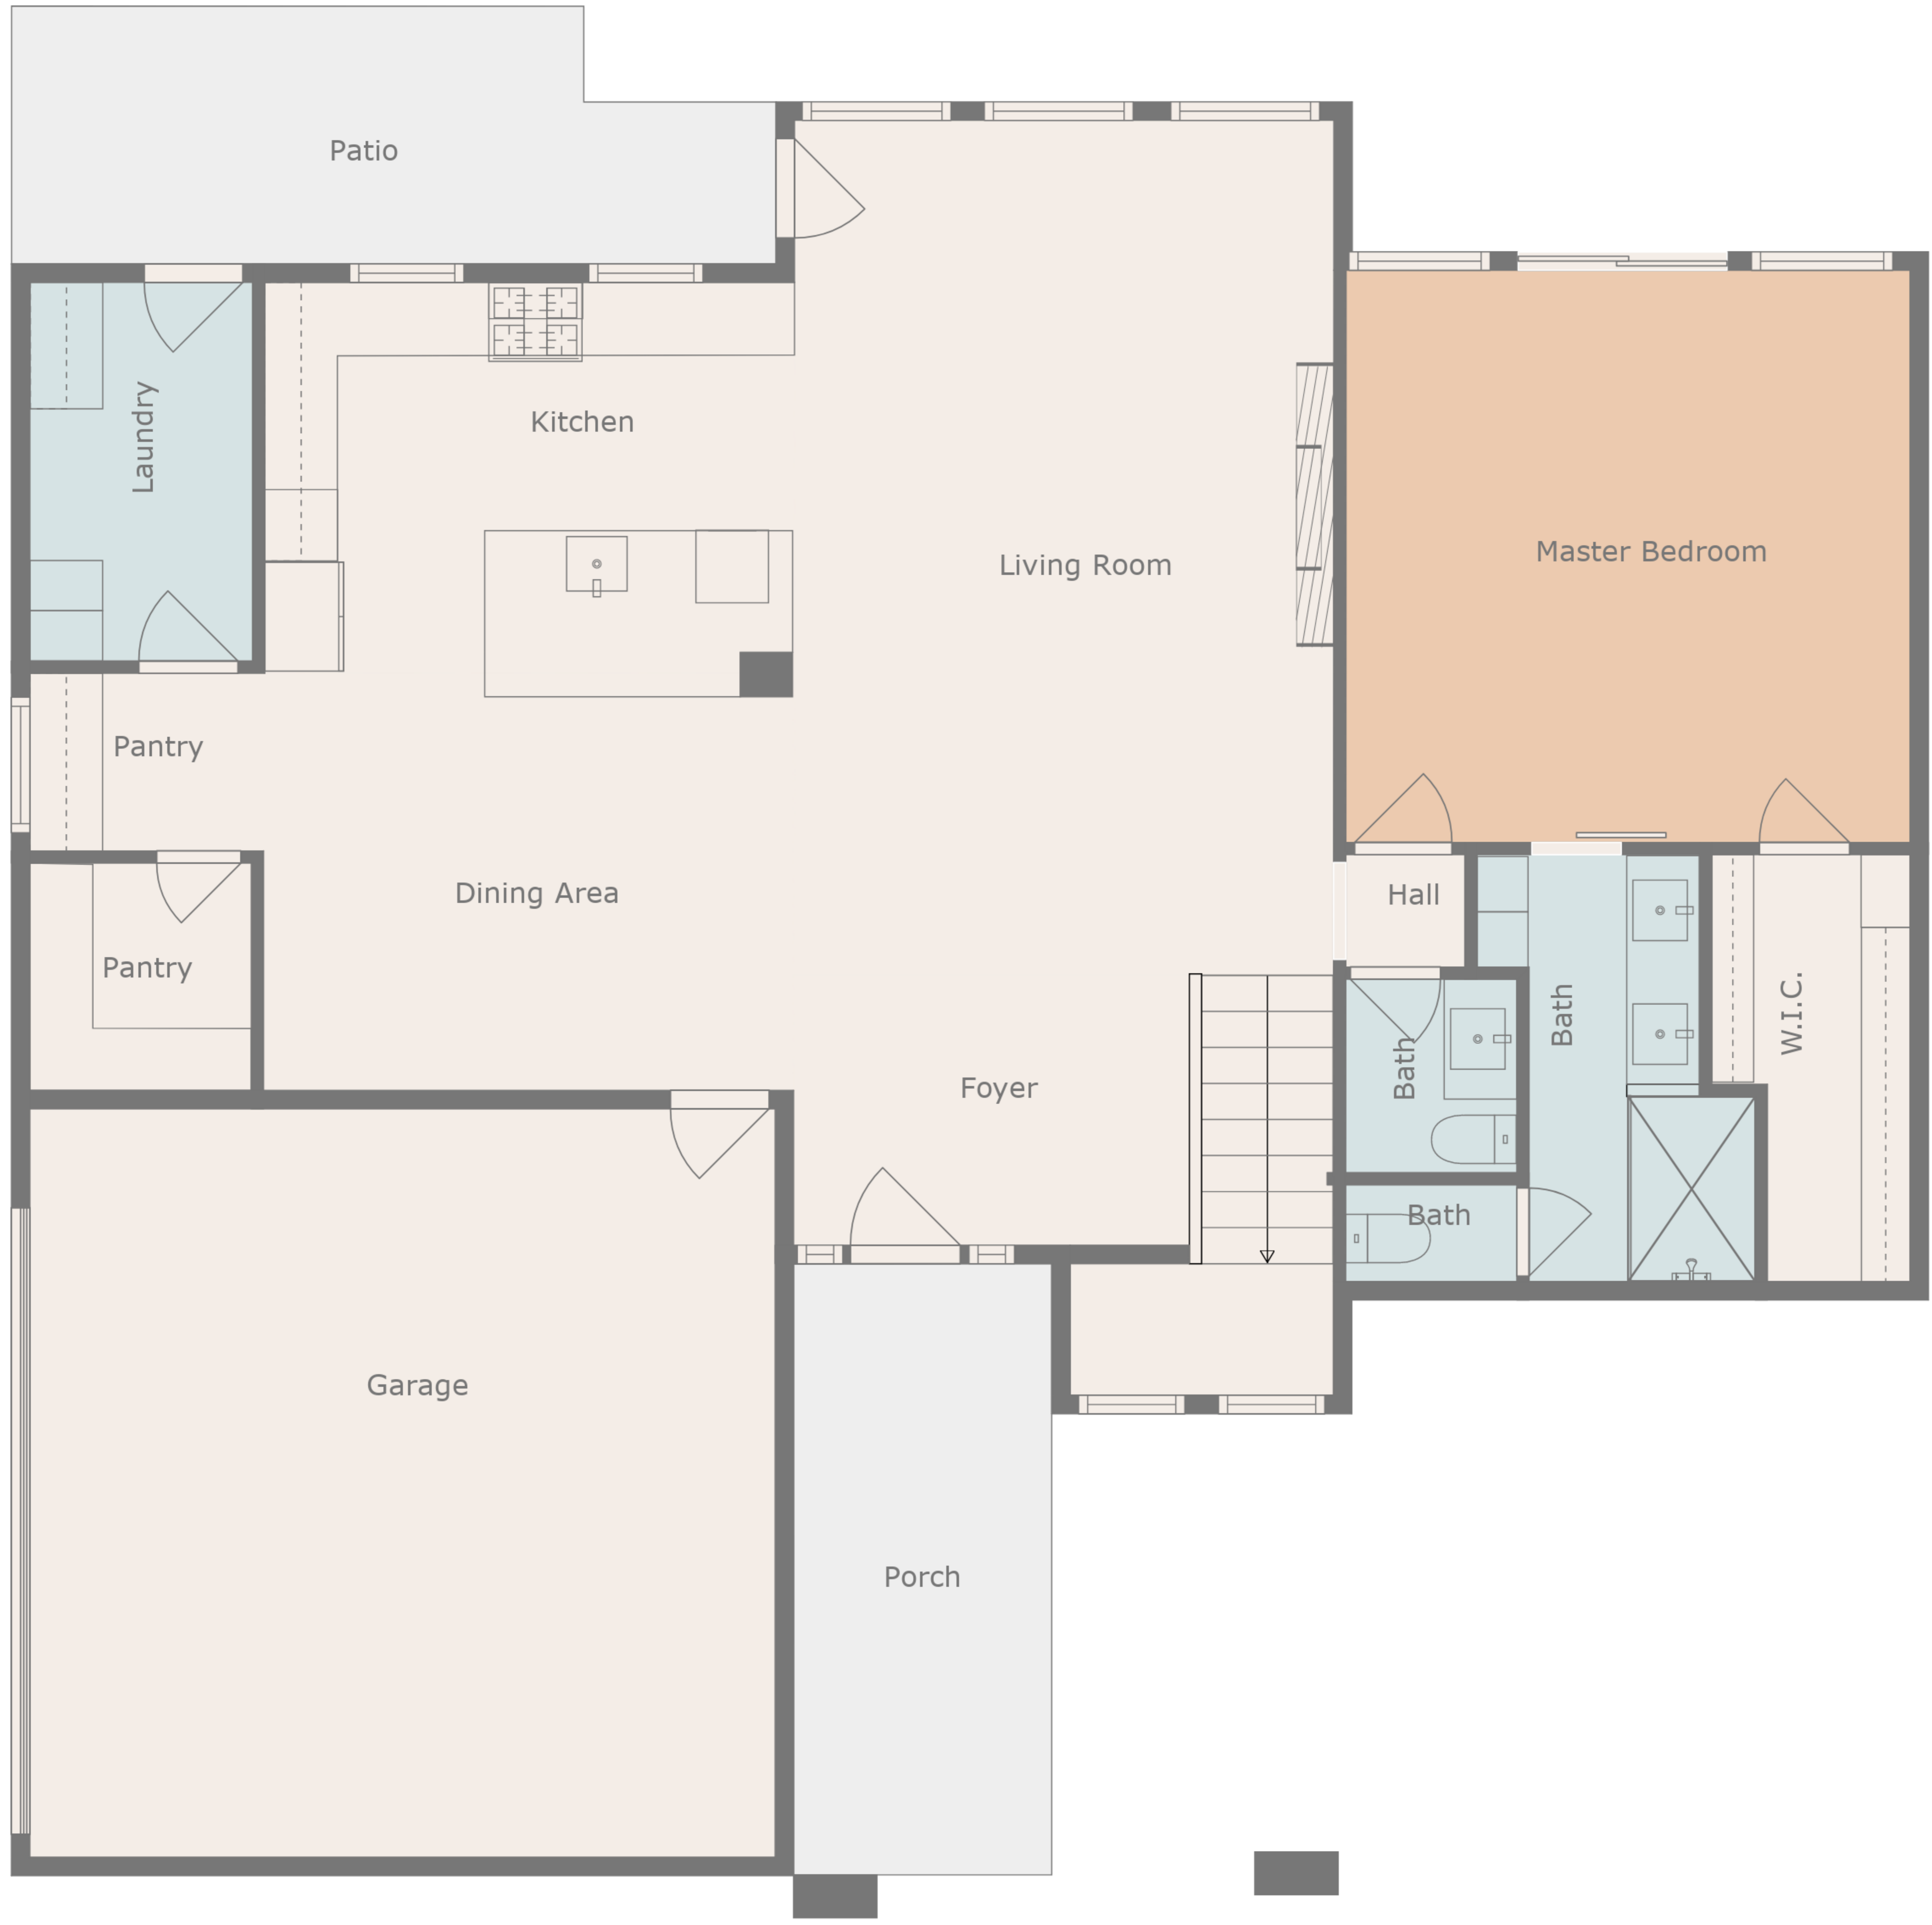 Patio
Laundry
Kitchen
Living Room
Master Bedroom
Pantry
Dining Area
Hall
Pantry
Bath
W.I.C.
Bath
Foyer
Bath
Garage
Porch